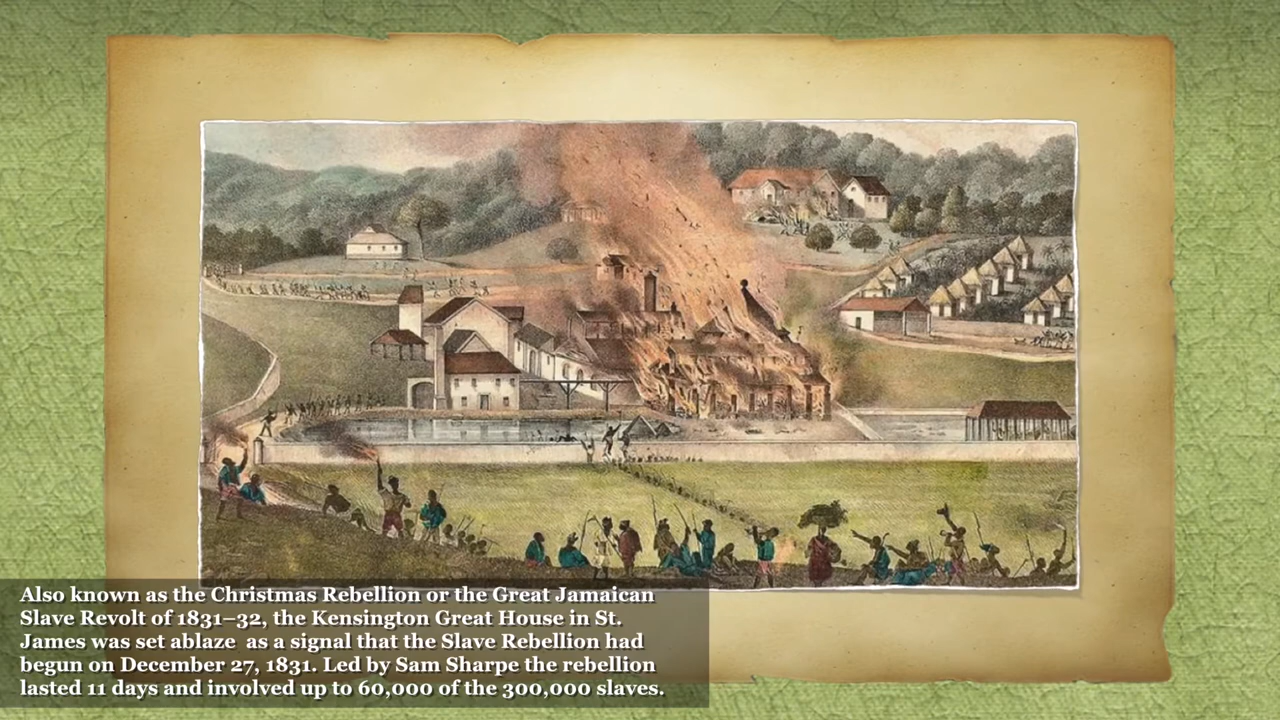 Also known as the Christmas Rebellion or the Great Jamaican
Slave Revolt of 1831–32, the Kensington Great House in St.
James was set ablaze  as a signal that the Slave Rebellion had
begun on December 27, 1831. Led by Sam Sharpe the rebellion
lasted 11 days and involved up to 60,000 of the 300,000 slaves.